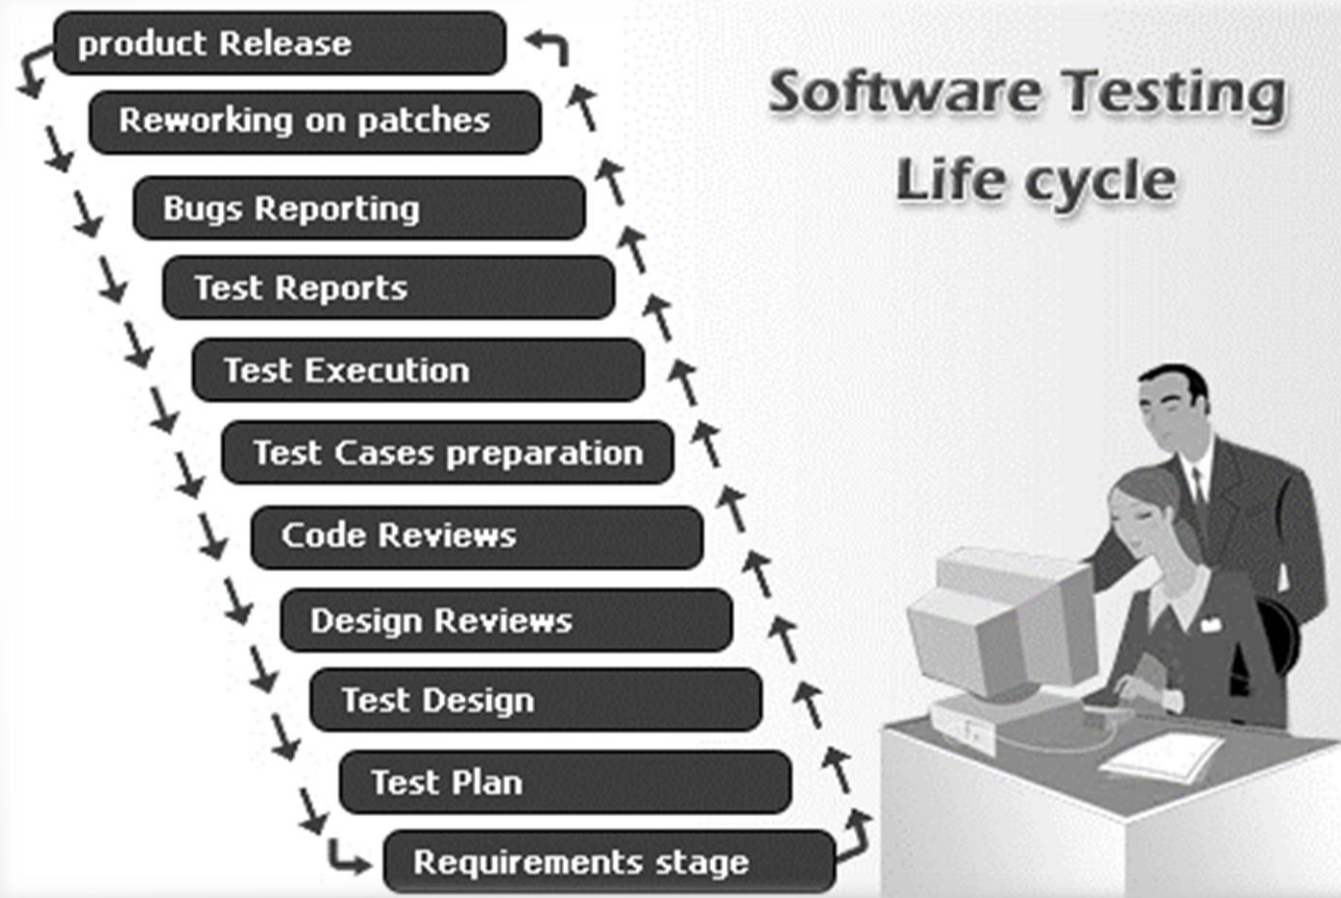 product Release
Reworking on patches
Bugs Reporting
Test Reports
Test Execution
Test Cases preparation
Code Reviews
Design Reviews
Test Design
Test Plan
Requirements stage
Software Testing
Life cycle